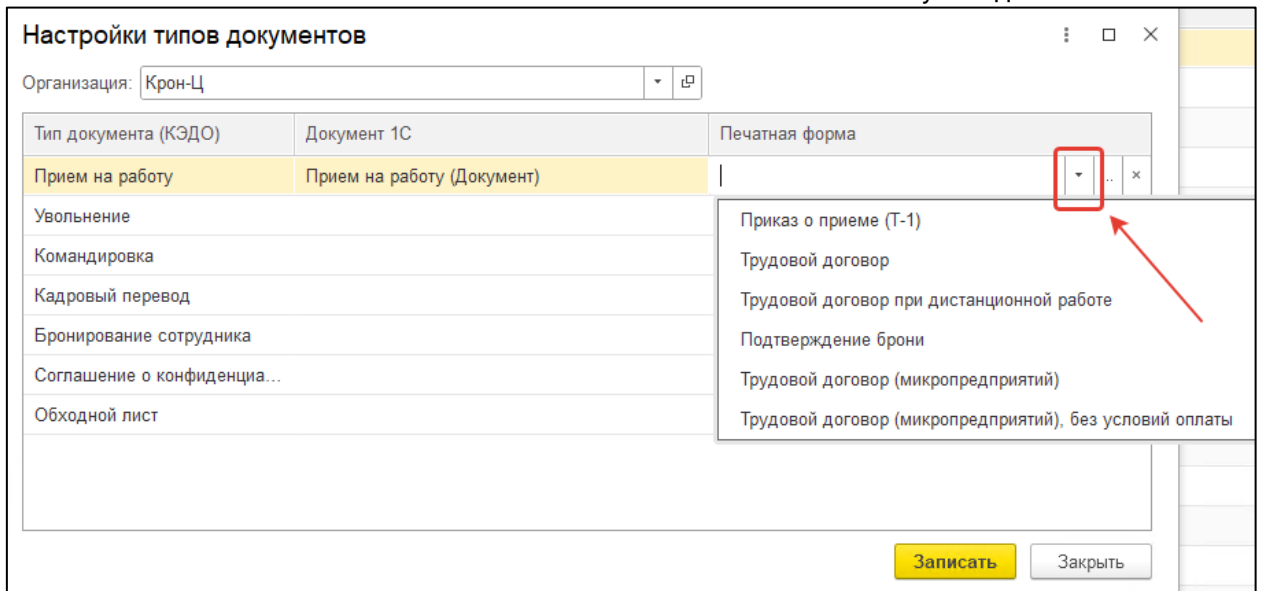 Настройки типов документов
Организация: Крон-Ц
Тип документа (КЭДО) Документ 1С Печатная форма
Прием на работу Прием на работу (Документ)
Увольнение
Командировка
Кадровый перевод
Бронирование сотрудника
Соглашение о конфиденциа...
Обходной лист
Приказ о приеме (Т-1)
Трудовой договор
Трудовой договор при дистанционной работе
Подтверждение брони
Трудовой договор (микропредприятий)
Трудовой договор (микропредприятий), без условий оплаты
Записать Закрыть